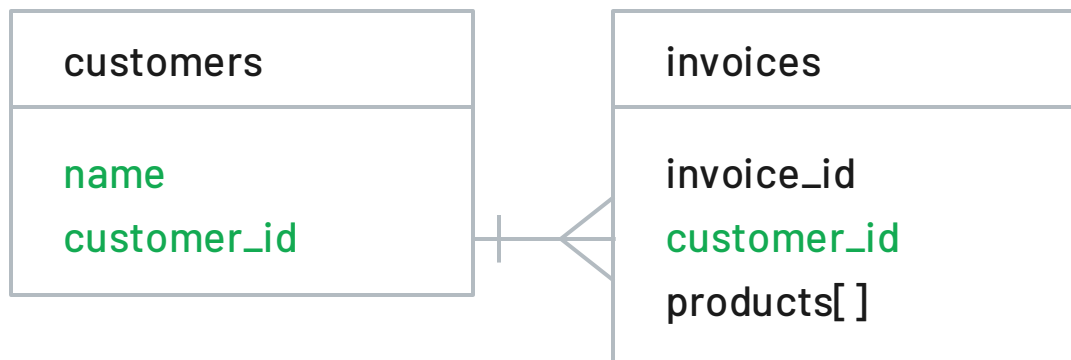 customers
name
customer_id
invoices
invoice_id
customer_id
products[ ]